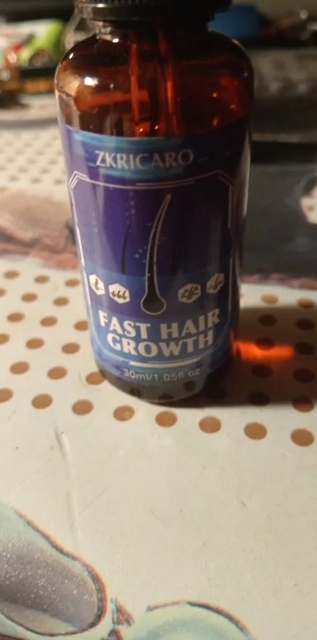 ZKRICARO
FAST HAIR
GROWTH
30ml/1.05fl oz